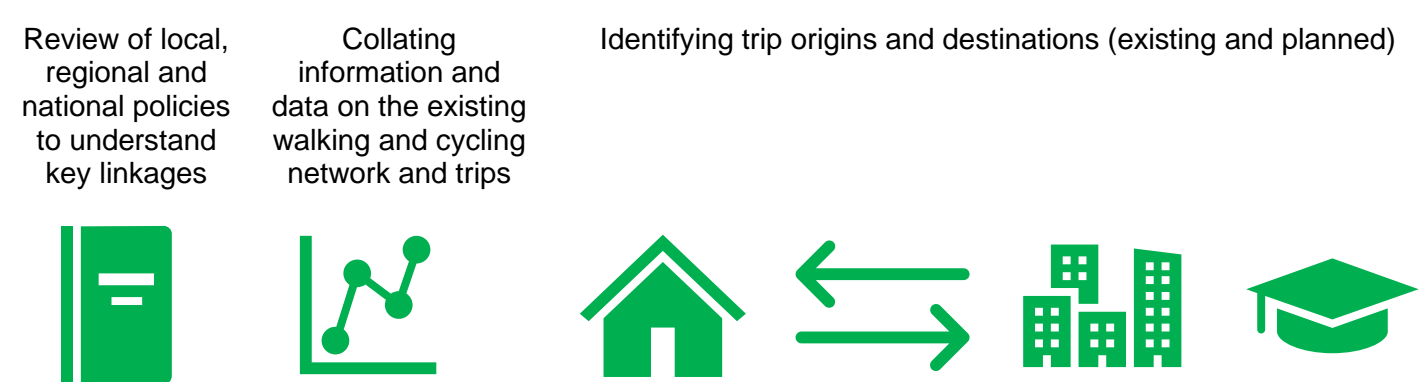 Review of local,
regional and
national policies
to understand
key linkages
Collating
information and
data on the existing
walking and cycling
network and trips
Identifying trip origins and destinations (existing and planned)